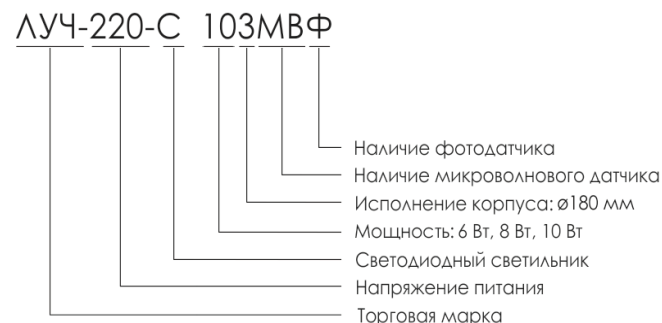 ЛУЧ-220-С 103МВФ
Наличие фотодатчика
Наличие микроволнового датчика
Исполнение корпуса: ø180 мм
Мощность: 6 Вт, 8 Вт, 10 Вт
Светодиодный светильник
Напряжение питания
Торговая марка